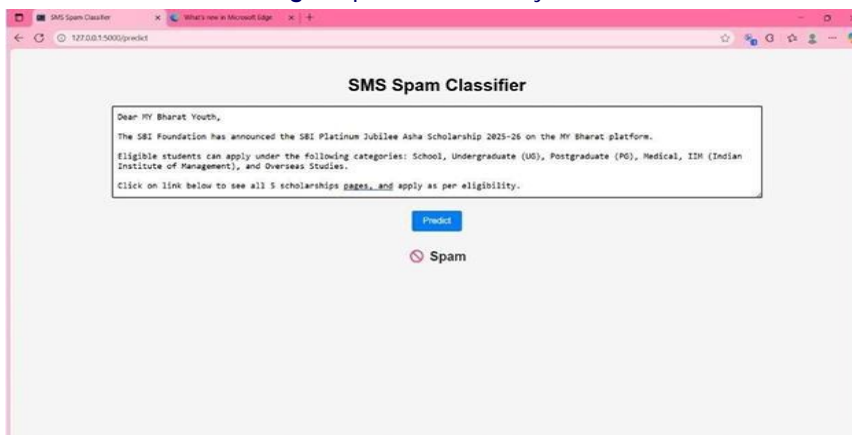 SMS Spam Classifier
What's new in Microsoft Edge
127.0.0.1:5000/predict
SMS Spam Classifier
Dear MY Bharat Youth,
The SBI Foundation has announced the SBI Platinum Jubilee Asha Scholarship 2025-26 on the MY Bharat platform.
Eligible students can apply under the following categories: School, Undergraduate (UG), Postgraduate (PG), Medical, IIM (Indian
Institute of Management), and Overseas Studies.
Click on link below to see all 5 scholarships pages, and apply as per eligibility.
Predict
Spam